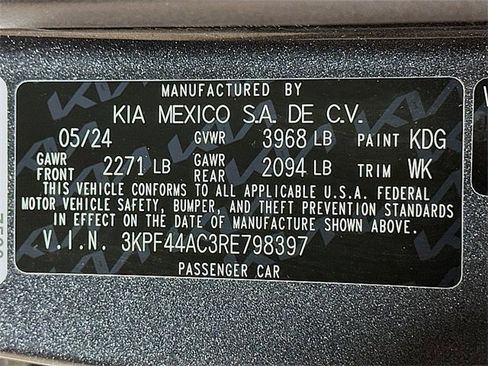 MANUFACTURED BY
KIA MEXICO S.A. DE C.V.
05/24 GVWR 3968 LB PAINT KDG
GAWR FRONT 2271 LB GAWR REAR 2094 LB TRIM WK
THIS VEHICLE CONFORMS TO ALL APPLICABLE U.S.A. FEDERAL
MOTOR VEHICLE SAFETY, BUMPER, AND THEFT PREVENTION STANDARDS
IN EFFECT ON THE DATE OF MANUFACTURE SHOWN ABOVE.
V.I.N. 3KPF44AC3RE798397
PASSENGER CAR